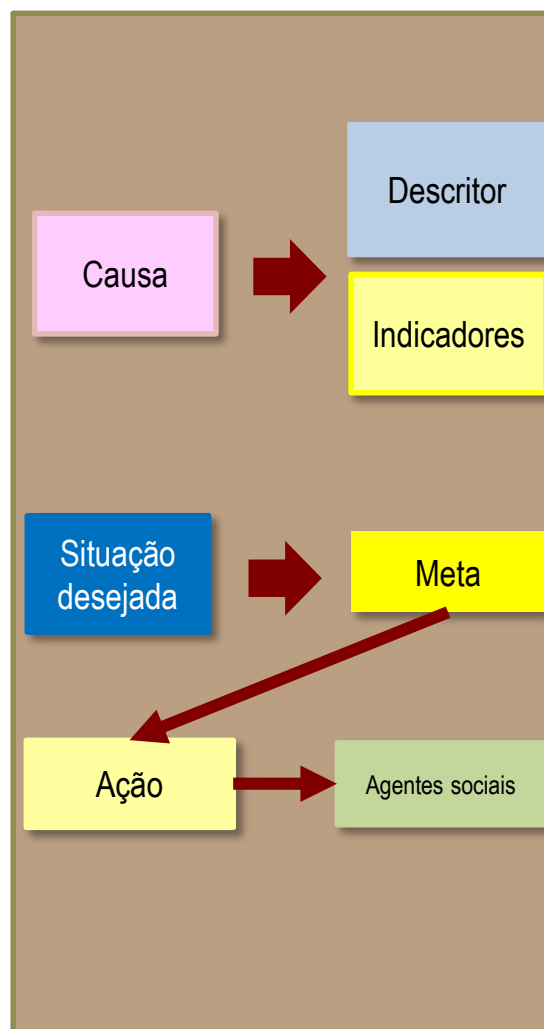 Descritor
Causa
Indicadores
Situação
desejada
Meta
Ação
Agentes sociais